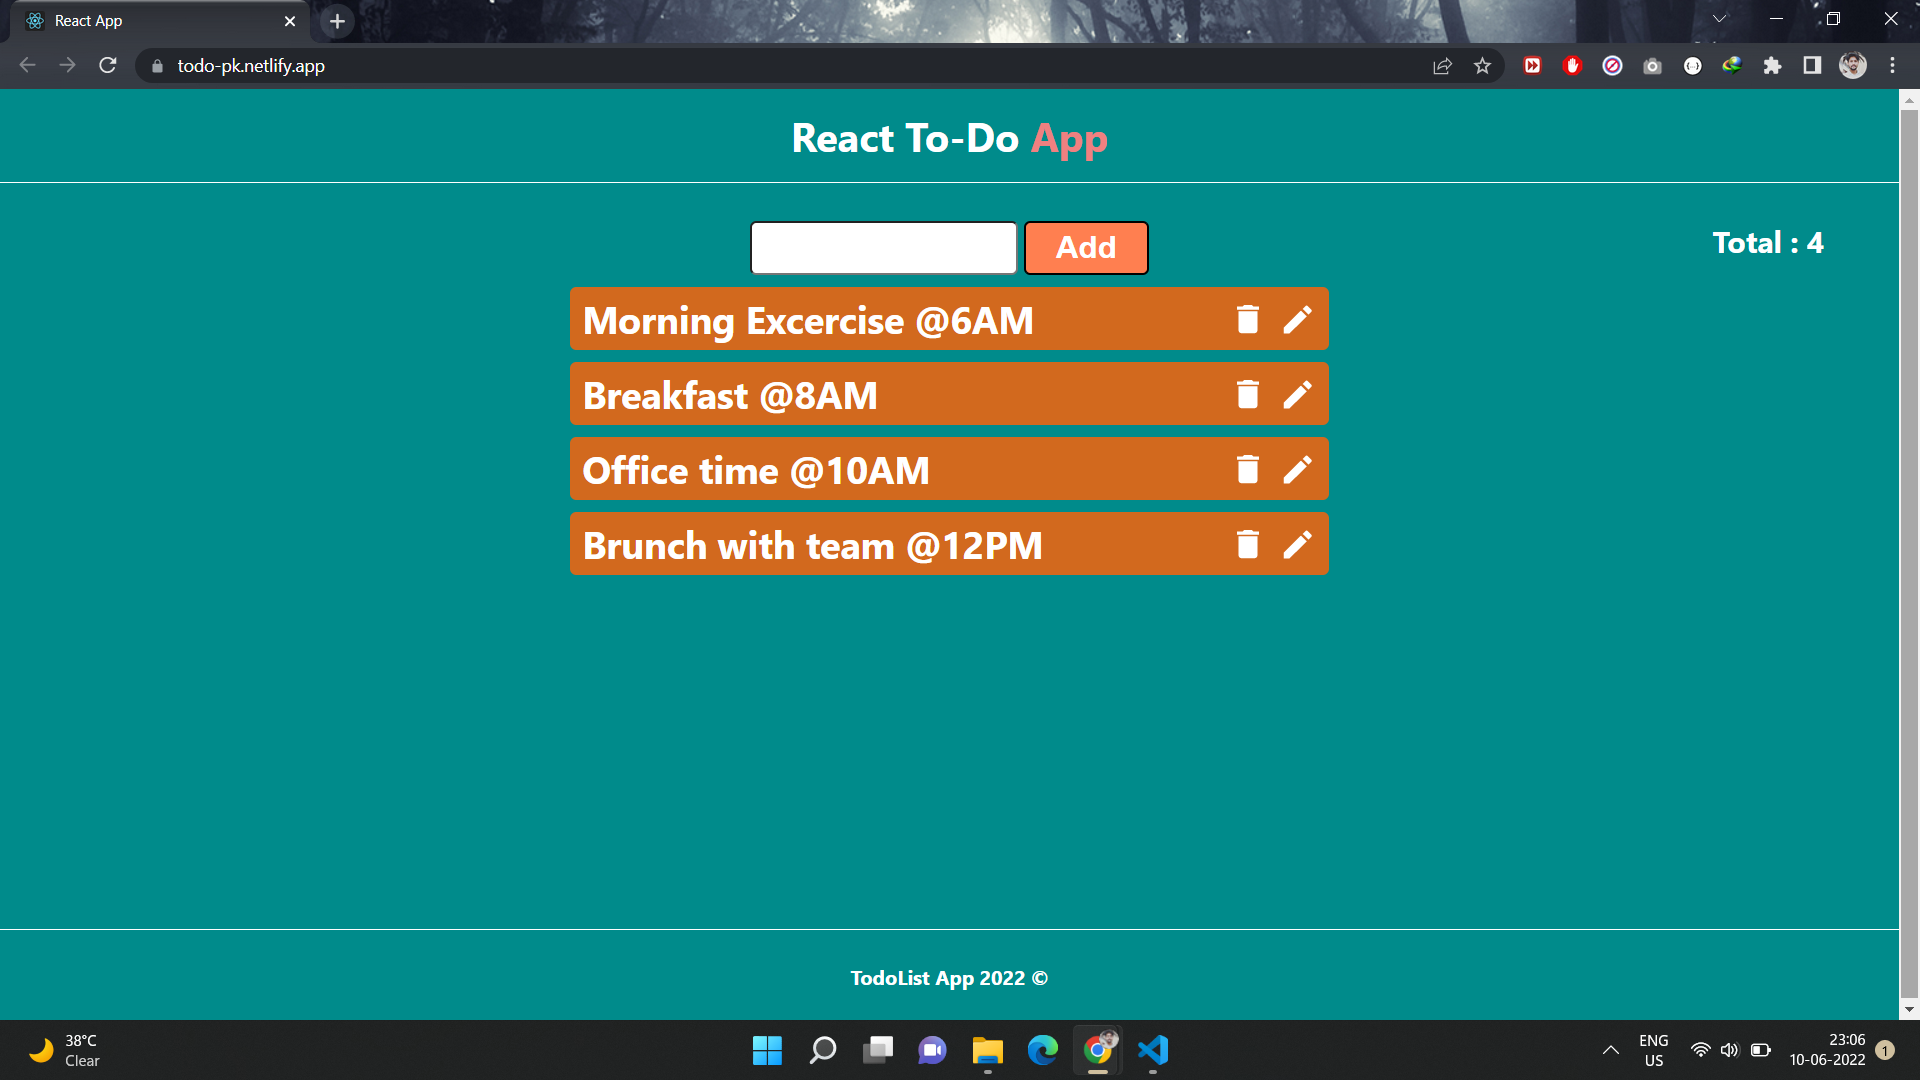 React App
todo-pk.netlify.app
React To-Do App
Add
Total : 4
Morning Excercise @6AM
Breakfast @8AM
Office time @10AM
Brunch with team @12PM
TodoList App 2022 ©
38°C
Clear
ENG
US
23:06
10-06-2022
1